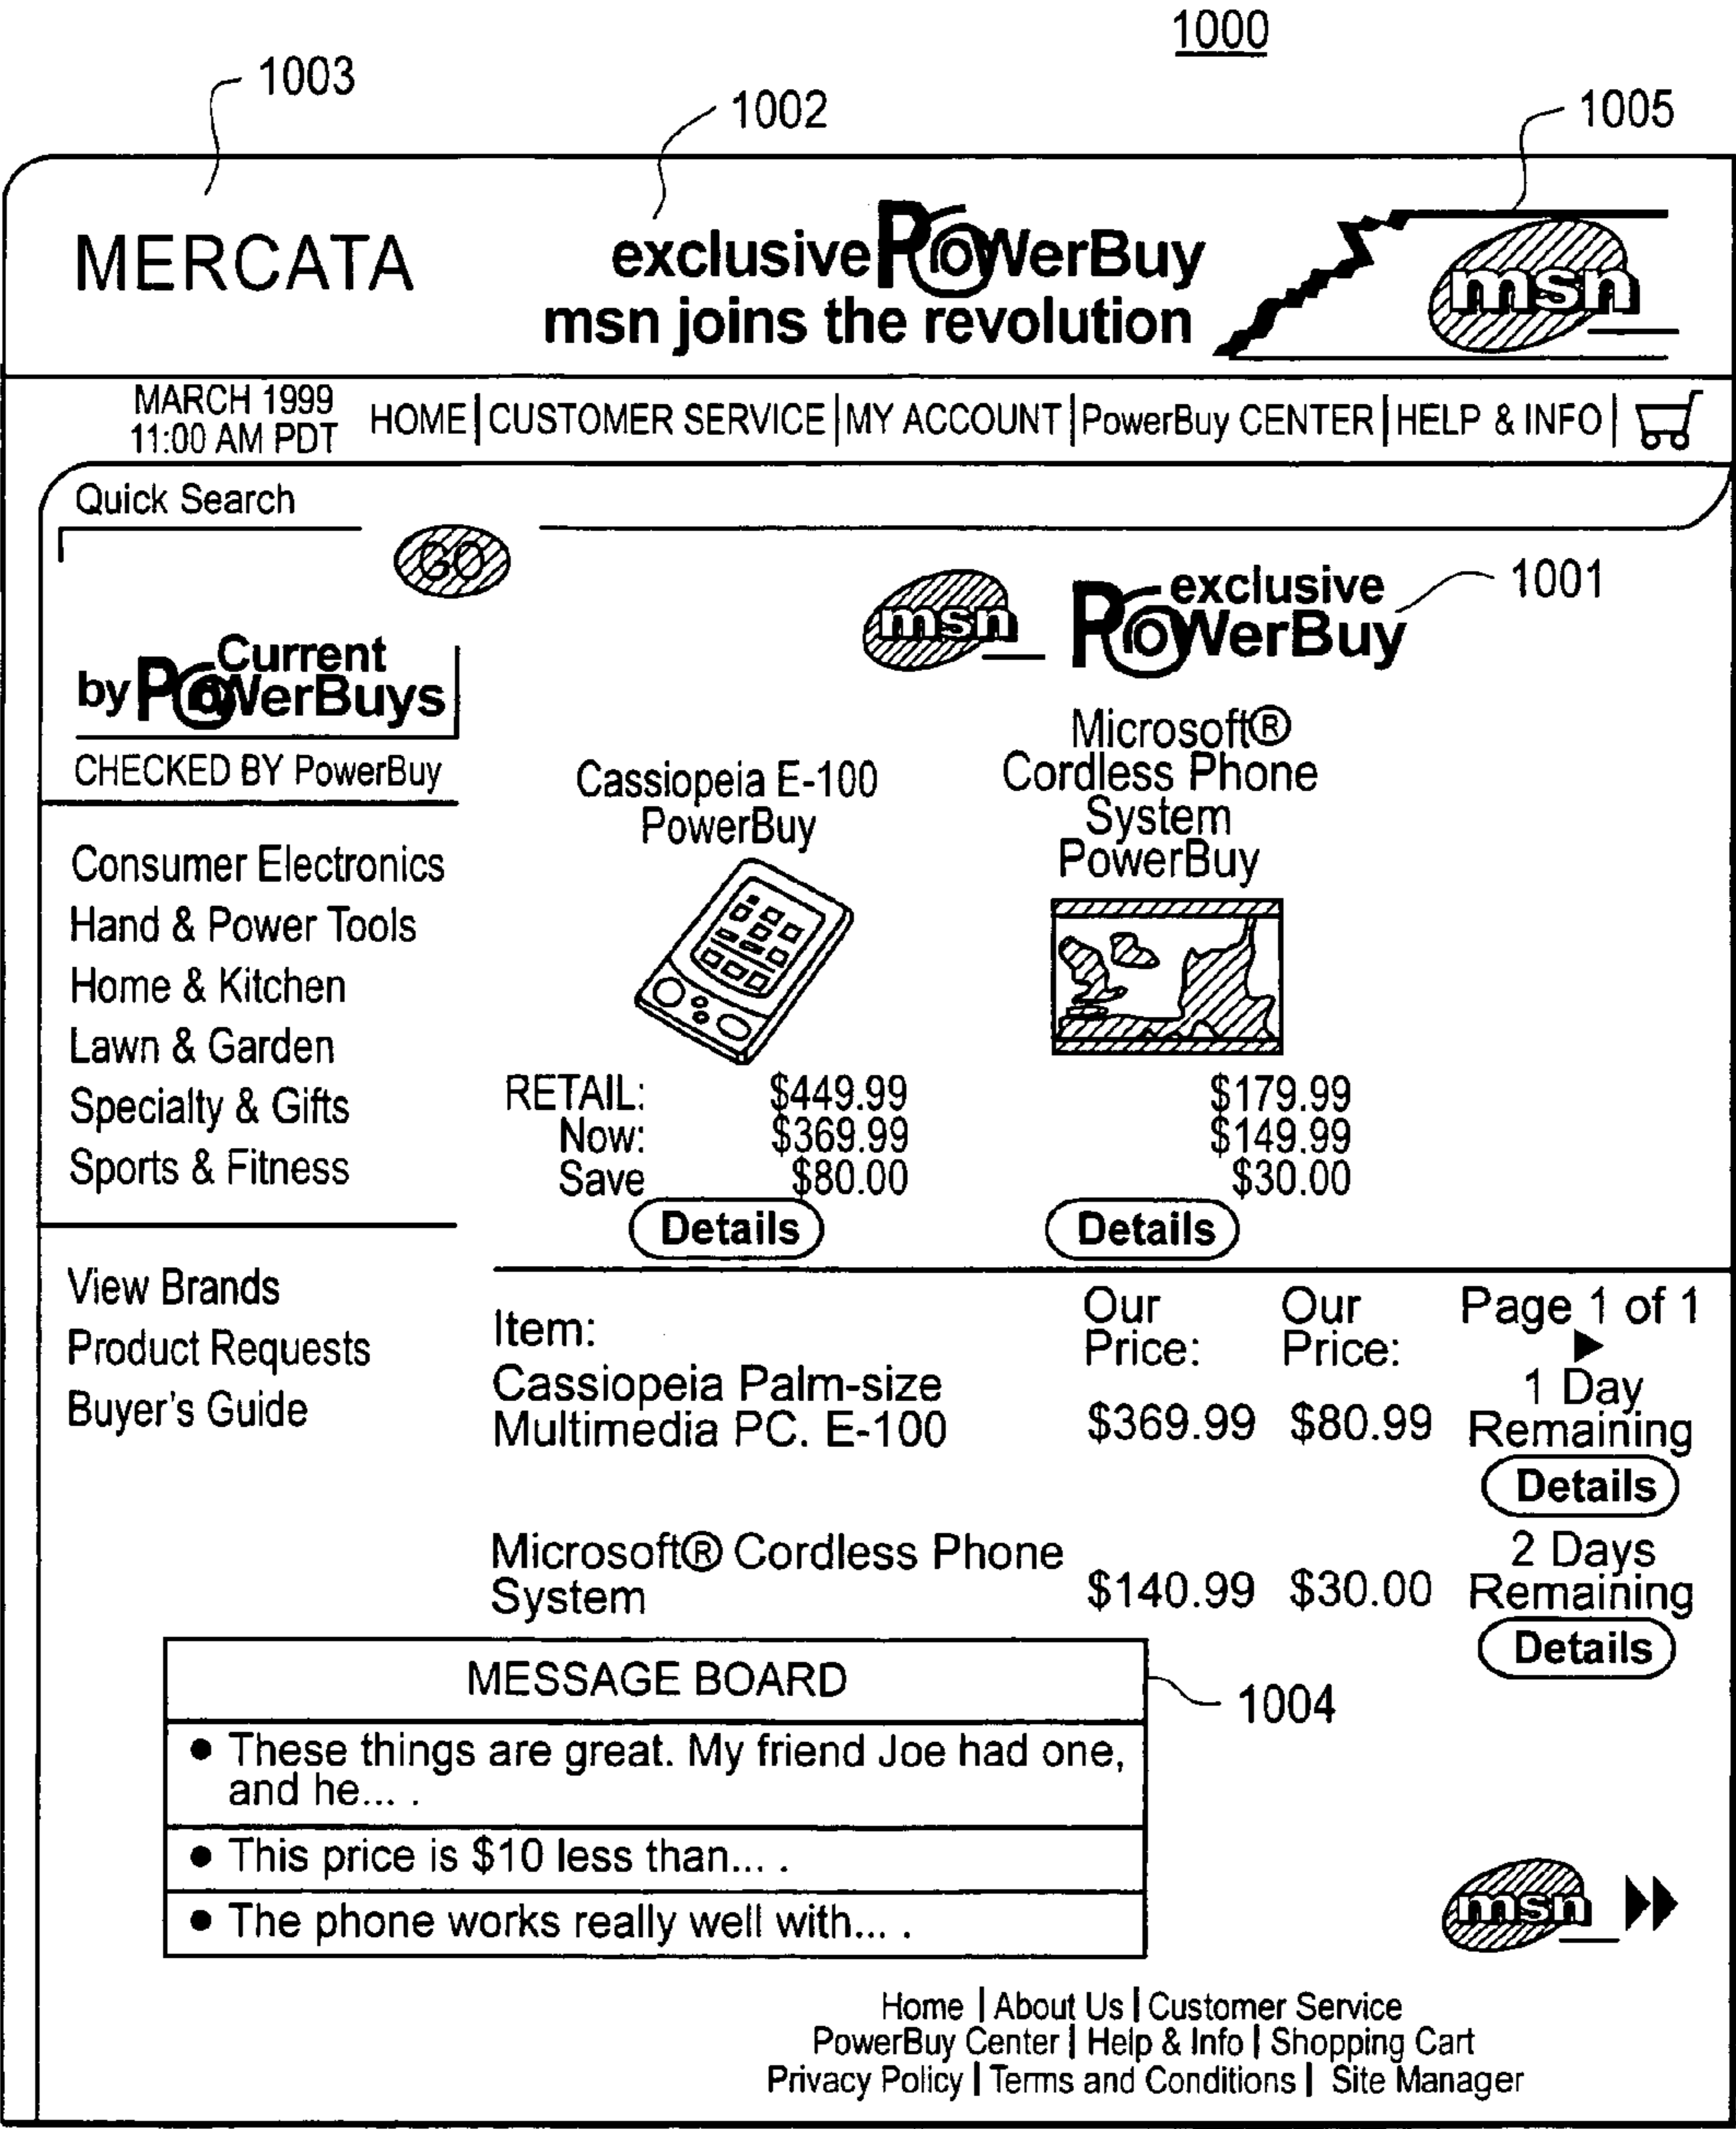 1000
1003
1002
1005
MERCATA
exclusive PowerBuy
msn joins the revolution
msn
MARCH 1999
11:00 AM PDT
HOME | CUSTOMER SERVICE | MY ACCOUNT | PowerBuy CENTER | HELP & INFO |
Quick Search
GO
msn
exclusive
PowerBuy
1001
Current
by PowerBuys
CHECKED BY PowerBuy
Consumer Electronics
Hand & Power Tools
Home & Kitchen
Lawn & Garden
Specialty & Gifts
Sports & Fitness
View Brands
Product Requests
Buyer's Guide
Cassiopeia E-100
PowerBuy
Microsoft®
Cordless Phone
System
PowerBuy
RETAIL: $449.99 $179.99
Now: $369.99 $149.99
Save $80.00 $30.00
Details Details
Item:
Our
Price:
Our
Price:
Page 1 of 1
Cassiopeia Palm-size
Multimedia PC. E-100
$369.99 $80.99
1 Day
Remaining
Details
Microsoft® Cordless Phone
System
$140.99 $30.00
2 Days
Remaining
Details
MESSAGE BOARD
1004
• These things are great. My friend Joe had one,
and he... .
• This price is $10 less than... .
• The phone works really well with... .
msn
Home | About Us | Customer Service
PowerBuy Center | Help & Info | Shopping Cart
Privacy Policy | Terms and Conditions | Site Manager